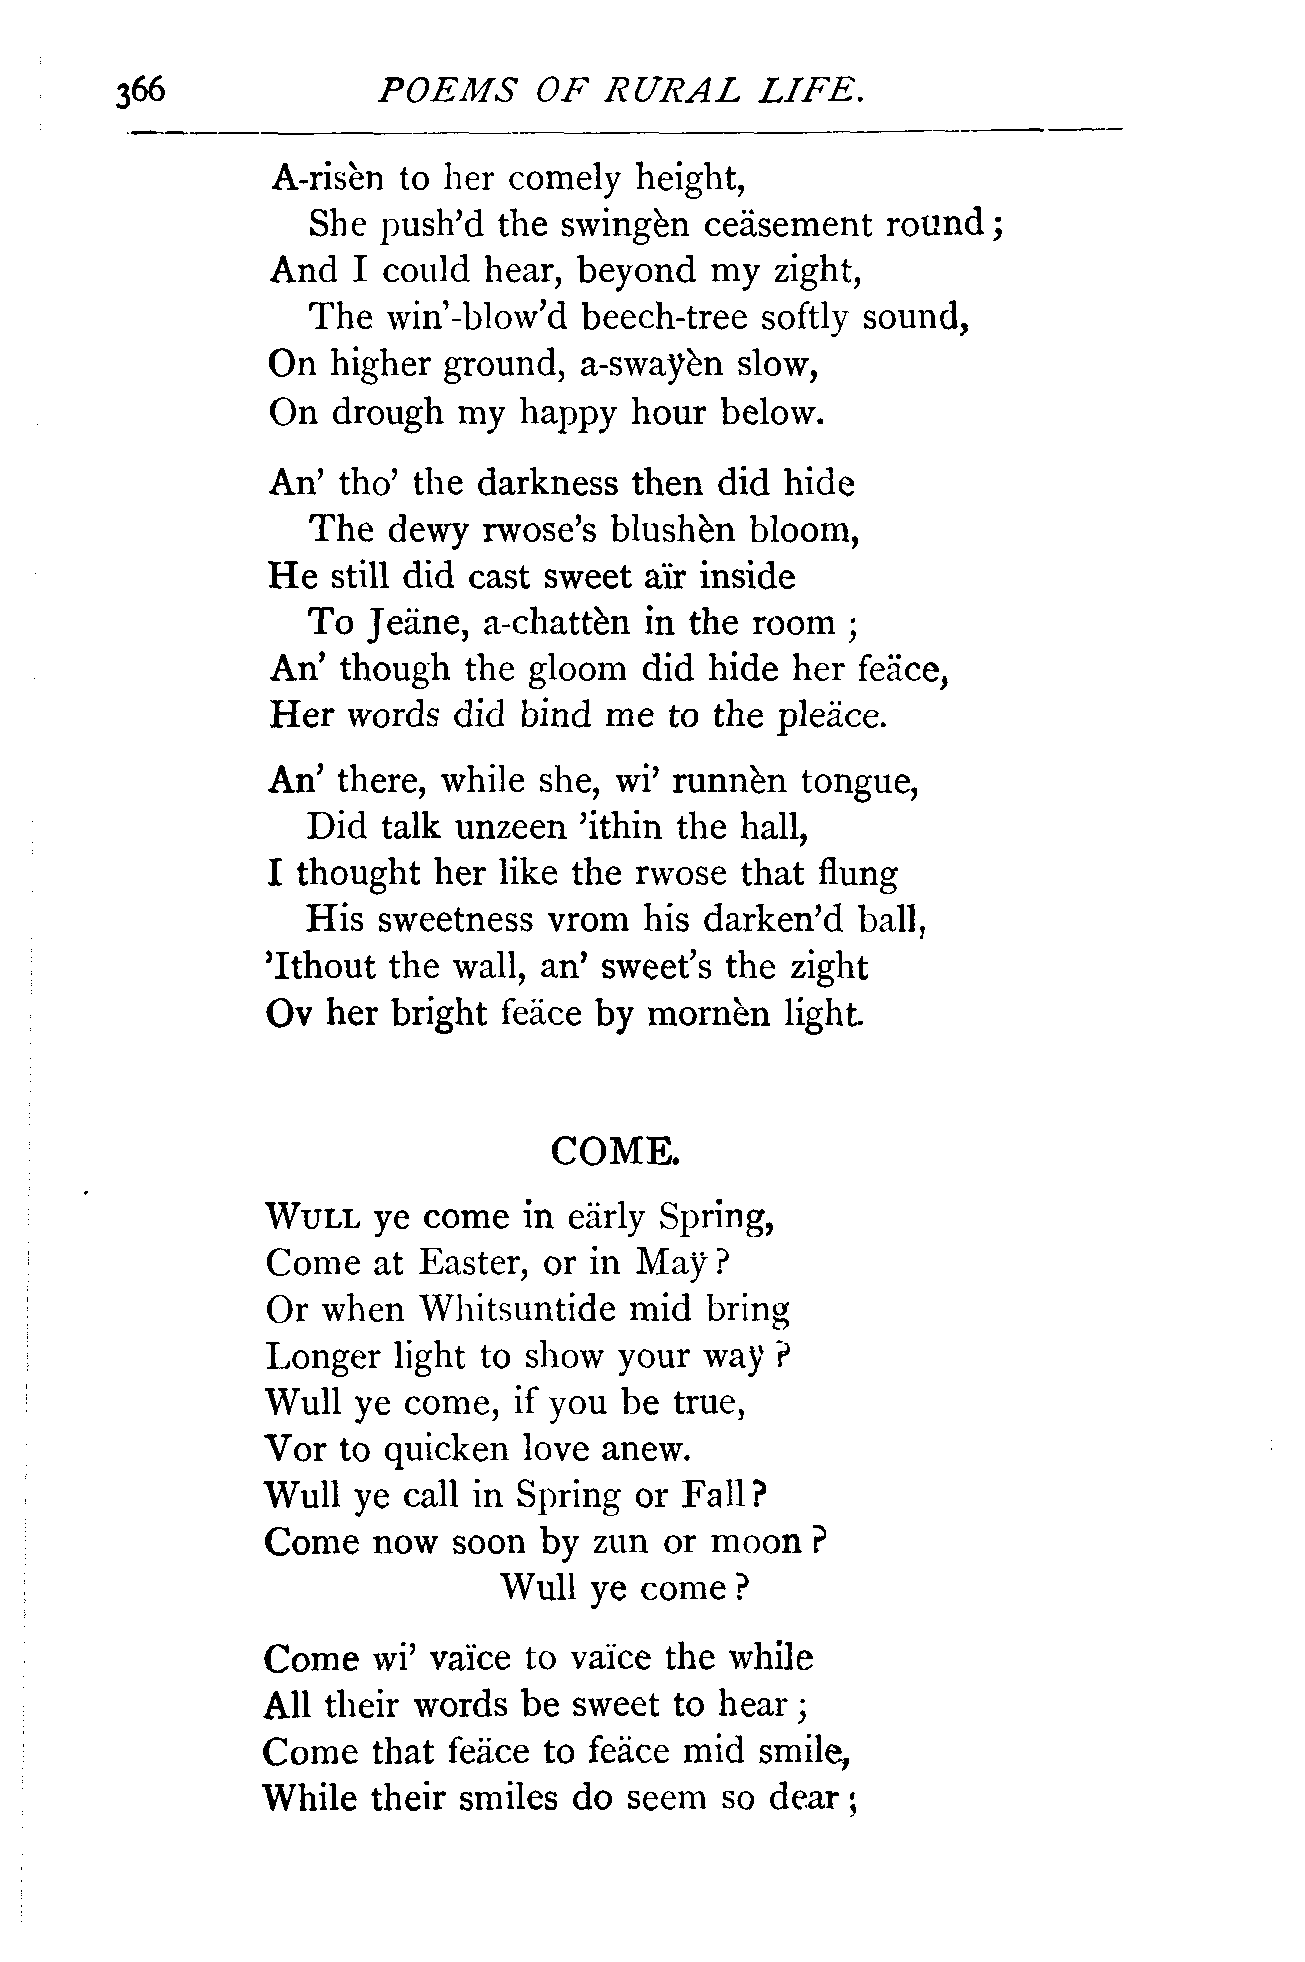 366 POEMS OF RURAL LIFE.
A-risèn to her comely height,
She push'd the swingèn ceäsement round;
And I could hear, beyond my zight,
The win'-blow'd beech-tree softly sound,
On higher ground, a-swaÿèn slow,
On drough my happy hour below.
An' tho' the darkness then did hide
The dewy rwose's blushèn bloom,
He still did cast sweet aïr inside
To Jeäne, a-chattèn in the room;
An' though the gloom did hide her feäce,
Her words did bind me to the pleäce.
An' there, while she, wi' runnèn tongue,
Did talk unzeen 'ithin the hall,
I thought her like the rwose that flung
His sweetness vrom his darken'd ball,
'Ithout the wall, an' sweet's the zight
Ov her bright feäce by mornèn light.
COME.
WULL ye come in eärly Spring,
Come at Easter, or in Maÿ?
Or when Whitsuntide mid bring
Longer light to show your waÿ?
Wull ye come, if you be true,
Vor to quicken love anew.
Wull ye call in Spring or Fall?
Come now soon by zun or moon?
Wull ye come?
Come wi' vaïce to vaïce the while
All their words be sweet to hear;
Come that feäce to feäce mid smile,
While their smiles do seem so dear;